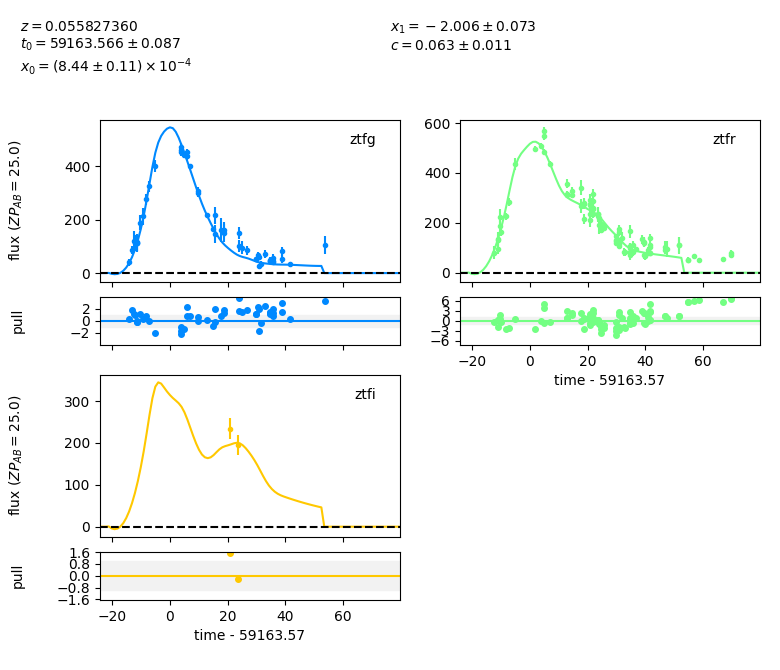 z = 0.055827360
t₀ = 59163.566 ± 0.087
x₀ = (8.44 ± 0.11) × 10⁻⁴
x₁ = −2.006 ± 0.073
c = 0.063 ± 0.011
flux (ZP_AB = 25.0)
ztfg
400
200
0
pull
2
0
−2
ztfr
600
400
200
0
6
3
0
−3
−6
−20 0 20 40 60
time - 59163.57
flux (ZP_AB = 25.0)
ztfi
300
200
100
0
pull
1.6
0.8
0.0
−0.8
−1.6
−20 0 20 40 60
time - 59163.57